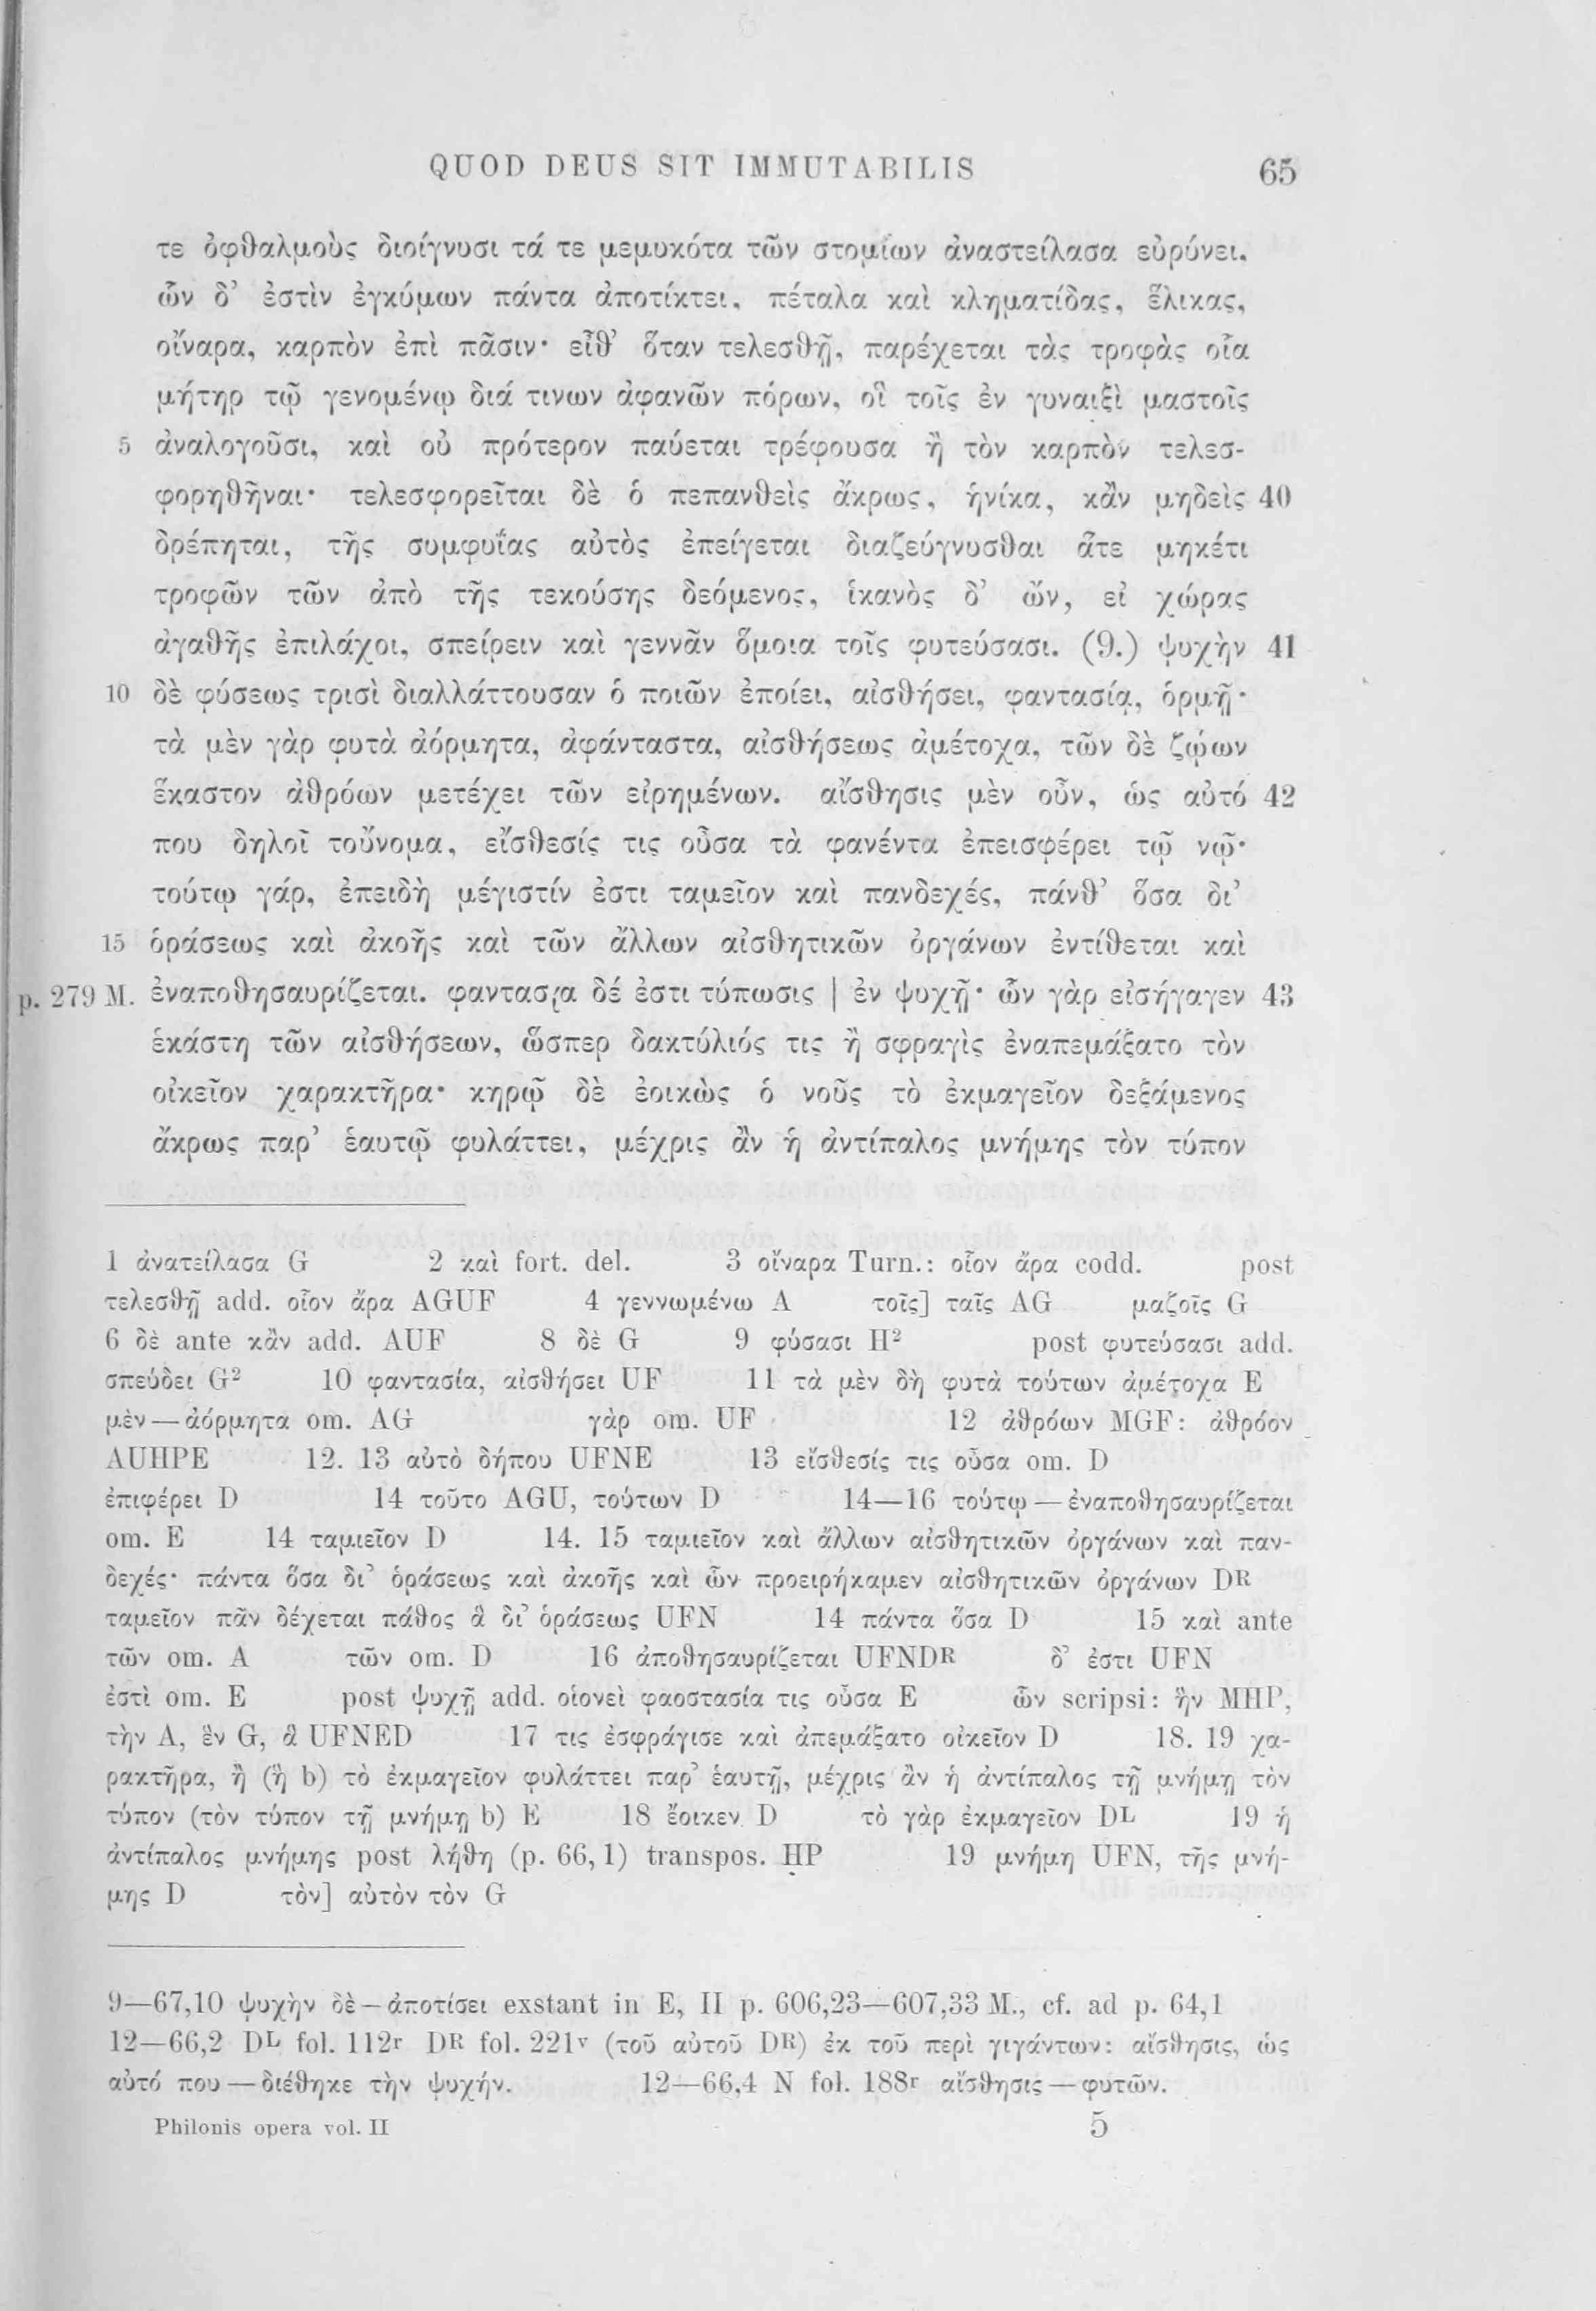 QUOD DEUS SIT IMMUTABILIS 65
τε ὀφθαλμοὺς διοίγνυσι τά τε μεμυκότα τῶν στομίων ἀναστείλασα εὐρύνει.
ὧν δ’ ἐστὶν ἐγκύμων πάντα ἀποτίκτει, πέταλα καὶ κληματίδας, ἕλικας,
οἴναρα, καρπὸν ἐπὶ πᾶσιν· εἶθ’ ὅταν τελεσθῇ, παρέχεται τὰς τροφὰς οἷα
μήτηρ τῷ γενομένῳ διά τινων ἀφανῶν πόρων, οἳ τοῖς ἐν γυναιξὶ μαστοῖς
5 ἀναλογοῦσι, καὶ οὐ πρότερον παύεται τρέφουσα ἢ τὸν καρπὸν τελεσ-
φορηθῆναι· τελεσφορεῖται δὲ ὁ πεπανθεὶς ἄκρως, ἡνίκα, κἂν μηδεὶς 40
δρέπηται, τῆς συμφυΐας αὐτὸς ἐπείγεται διαζεύγνυσθαι ἅτε μηκέτι
τροφῶν τῶν ἀπὸ τῆς τεκούσης δεόμενος, ἱκανὸς δ’ ὤν, εἰ χώρας
ἀγαθῆς ἐπιλάχοι, σπείρειν καὶ γεννᾶν ὅμοια τοῖς φυτεύσασι. (9.) ψυχὴν 41
10 δὲ φύσεως τρισὶ διαλλάττουσαν ὁ ποιῶν ἐποίει, αἰσθήσει, φαντασίᾳ, ὁρμῇ·
τὰ μὲν γὰρ φυτὰ ἀόρμητα, ἀφάνταστα, αἰσθήσεως ἀμέτοχα, τῶν δὲ ζῴων
ἕκαστον ἀθρόων μετέχει τῶν εἰρημένων. αἴσθησις μὲν οὖν, ὡς αὐτό 42
που δηλοῖ τοὔνομα, εἴσθεσίς τις οὖσα τὰ φανέντα ἐπεισφέρει τῷ νῷ·
τούτῳ γάρ, ἐπειδὴ μέγιστίν ἐστι ταμεῖον καὶ πανδεχές, πάνθ’ ὅσα δι’
15 ὁράσεως καὶ ἀκοῆς καὶ τῶν ἄλλων αἰσθητικῶν ὀργάνων ἐντίθεται καὶ
p. 279 M. ἐναποθησαυρίζεται. φαντασία δέ ἐστι τύπωσις | ἐν ψυχῇ· ὧν γὰρ εἰσήγαγεν 43
ἑκάστη τῶν αἰσθήσεων, ὥσπερ δακτύλιός τις ἢ σφραγὶς ἐναπεμάξατο τὸν
οἰκεῖον χαρακτῆρα· κηρῷ δὲ ἐοικὼς ὁ νοῦς τὸ ἐκμαγεῖον δεξάμενος
ἄκρως παρ’ ἑαυτῷ φυλάττει, μέχρις ἂν ἡ ἀντίπαλος μνήμης τὸν τύπον
1 ἀνατείλασα G 2 καὶ fort. del. 3 οἴναρα Turn.: οἷον ἄρα codd. post
τελεσθῇ add. οἷον ἄρα AGUF 4 γεννωμένω A τοῖς] ταῖς AG μαζοῖς G
6 δὲ ante κἂν add. AUF 8 δὲ G 9 φύσασι H² post φυτεύσασι add.
σπεύδει G² 10 φαντασία, αἰσθήσει UF 11 τὰ μὲν δὴ φυτὰ τούτων ἀμέτοχα E
μὲν — ἀόρμητα om. AG γὰρ om. UF 12 ἀθρόων MGF: ἀθρόον
AUHPE 12. 13 αὐτὸ δήπου UFNE 13 εἴσθεσίς τις οὖσα om. D
ἐπιφέρει D 14 τοῦτο AGU, τούτων D 14—16 τούτῳ — ἐναποθησαυρίζεται
om. E 14 ταμιεῖον D 14. 15 ταμιεῖον καὶ ἄλλων αἰσθητικῶν ὀργάνων καὶ παν-
δεχές· πάντα ὅσα δι’ ὁράσεως καὶ ἀκοῆς καὶ ὧν προειρήκαμεν αἰσθητικῶν ὀργάνων Dᴿ
ταμεῖον πᾶν δέχεται πάθος ἃ δι’ ὁράσεως UFN 14 πάντα ὅσα D 15 καὶ ante
τῶν om. A τῶν om. D 16 ἀποθησαυρίζεται UFNDᴿ δ’ ἐστι UFN
ἐστὶ om. E post ψυχῇ add. οἱονεὶ φαοστασία τις οὖσα E ὧν scripsi: ἣν MHP,
τὴν A, ἓν G, ἃ UFNED 17 τις ἐσφράγισε καὶ ἀπεμάξατο οἰκεῖον D 18. 19 χα-
ρακτῆρα, ἢ (ἣ b) τὸ ἐκμαγεῖον φυλάττει παρ’ ἑαυτῇ, μέχρις ἂν ἡ ἀντίπαλος τῇ μνήμῃ τὸν
τύπον (τὸν τύπον τῇ μνήμῃ b) E 18 ἔοικεν D τὸ γὰρ ἐκμαγεῖον Dᴸ 19 ἡ
ἀντίπαλος μνήμης post λήθη (p. 66, 1) transpos. HP 19 μνήμη UFN, τῆς μνή-
μης D τὸν] αὐτὸν τὸν G
9—67,10 ψυχὴν δὲ — ἀποτίσει exstant in E, II p. 606,23—607,33 M., cf. ad p. 64,1
12—66,2 Dᴸ fol. 112ʳ Dᴿ fol. 221ᵛ (τοῦ αὐτοῦ Dᴿ) ἐκ τοῦ περὶ γιγάντων: αἴσθησις, ὡς
αὐτό που — διέθηκε τὴν ψυχήν. 12—66,4 N fol. 188ʳ αἴσθησις — φυτῶν.
Philonis opera vol. II 5